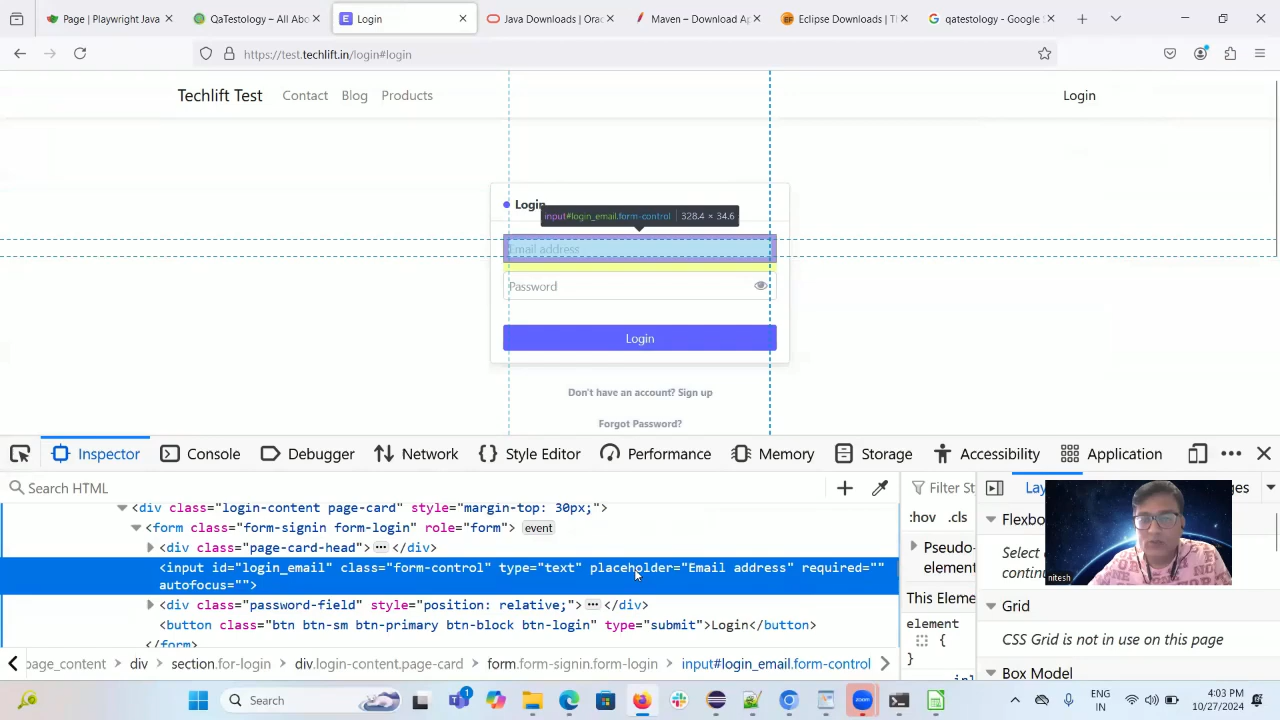 Page | Playwright Java
QaTestology – All Abo
Login
Java Downloads | Orac
Maven – Download Ap
Eclipse Downloads | Tl
qatestology - Google S
https://test.techlift.in/login#login
Techlift Test Contact Blog Products Login
Login
input#login_email.form-control 328.4 × 34.6
Email address
Password
Login
Don't have an account? Sign up
Forgot Password?
Inspector Console Debugger Network Style Editor Performance Memory Storage Accessibility Application
Search HTML
Filter St
<div class="login-content page-card" style="margin-top: 30px;">
<form class="form-signin form-login" role="form"> event
<div class="page-card-head"> ••• </div>
<input id="login_email" class="form-control" type="text" placeholder="Email address" required=""
autofocus="">
<div class="password-field" style="position: relative;"> ••• </div>
<button class="btn btn-sm btn-primary btn-block btn-login" type="submit">Login</button>
</form>
page_content div section.for-login div.login-content.page-card form.form-signin.form-login input#login_email.form-control
:hov .cls
Pseudo-
element
This Elemen
element
{
}
Lay
ges
Flexbo
Select
contin
Grid
CSS Grid is not in use on this page
Box Model
nitesh
Search
zoom
ENG
IN
4:03 PM
10/27/2024